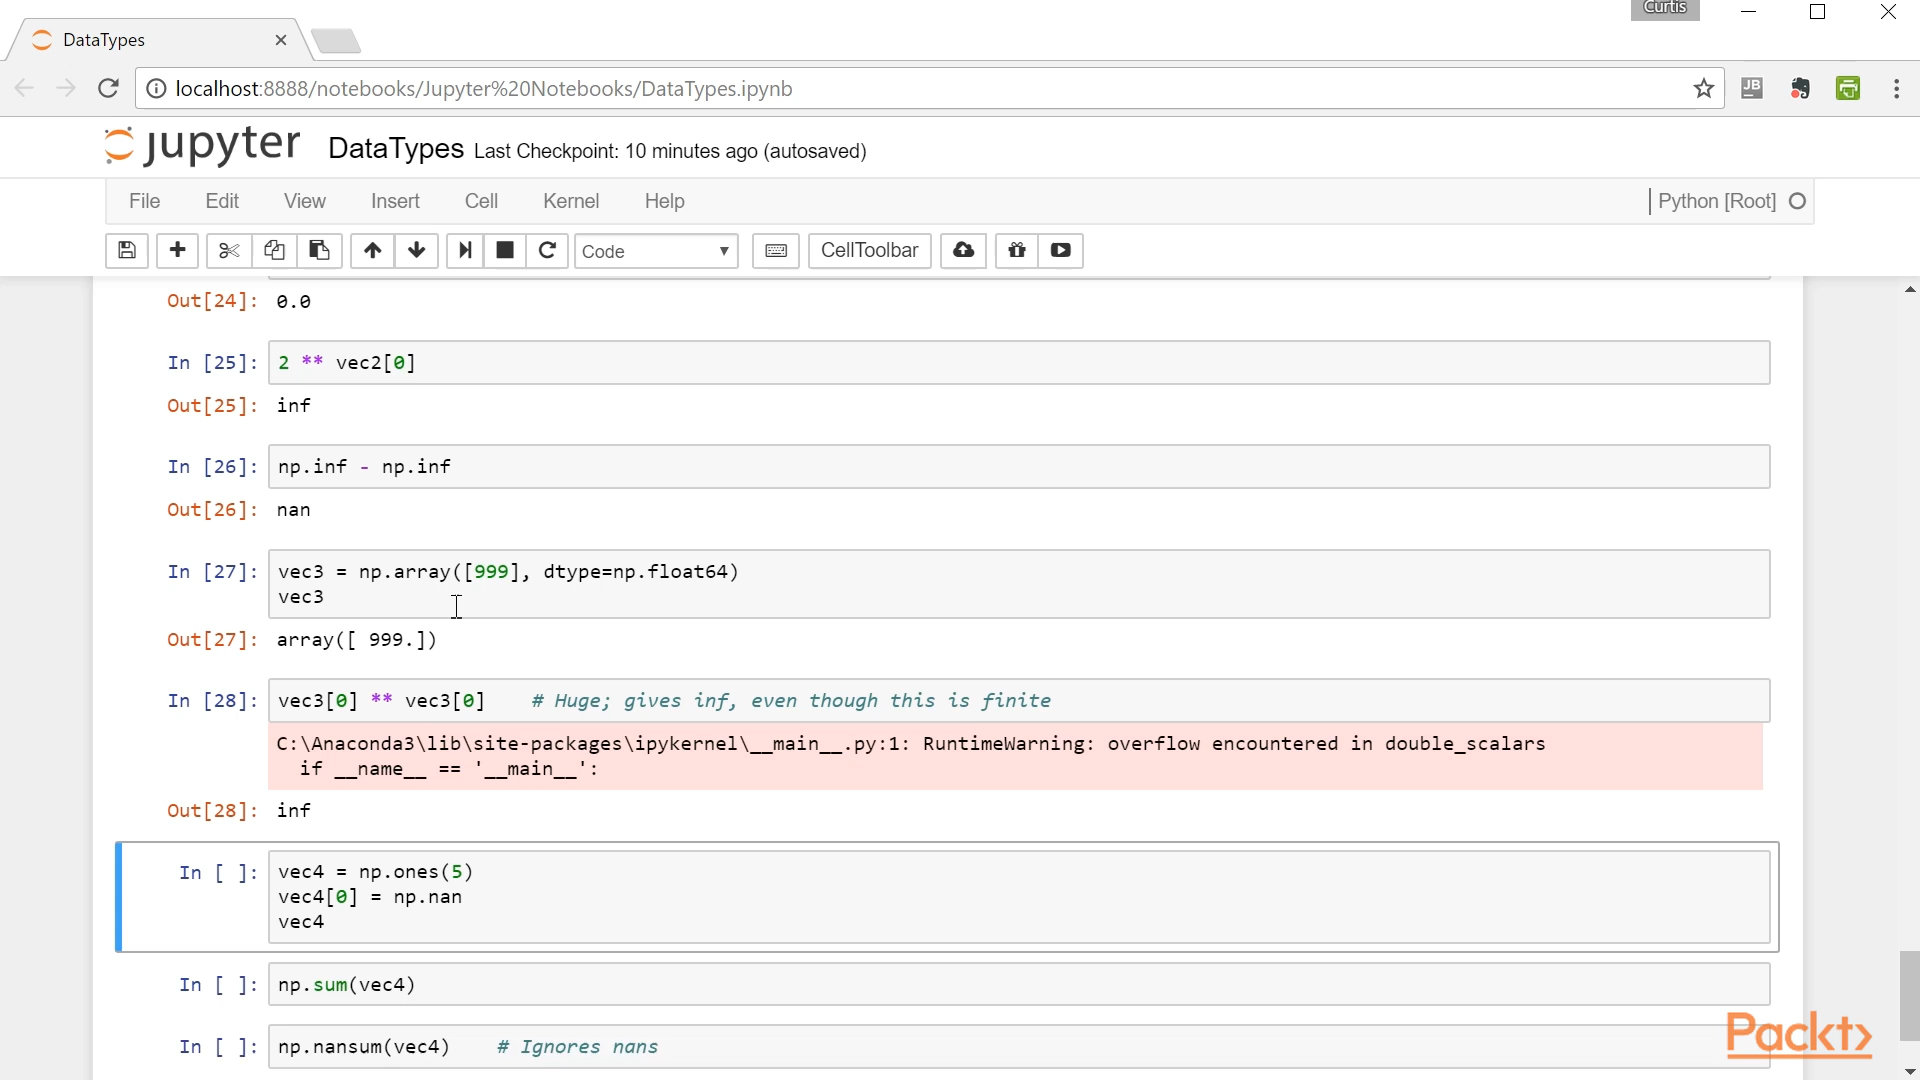 Curtis
DataTypes
localhost:8888/notebooks/Jupyter%20Notebooks/DataTypes.ipynb
JB
jupyter DataTypes Last Checkpoint: 10 minutes ago (autosaved)
File Edit View Insert Cell Kernel Help Python [Root]
Code CellToolbar
Out[24]: 0.0
In [25]: 2 ** vec2[0]
Out[25]: inf
In [26]: np.inf - np.inf
Out[26]: nan
In [27]: vec3 = np.array([999], dtype=np.float64)
vec3
Out[27]: array([ 999.])
In [28]: vec3[0] ** vec3[0]    # Huge; gives inf, even though this is finite
C:\Anaconda3\lib\site-packages\ipykernel\__main__.py:1: RuntimeWarning: overflow encountered in double_scalars
  if __name__ == '__main__':
Out[28]: inf
In [ ]: vec4 = np.ones(5)
vec4[0] = np.nan
vec4
In [ ]: np.sum(vec4)
In [ ]: np.nansum(vec4)    # Ignores nans
Packt>